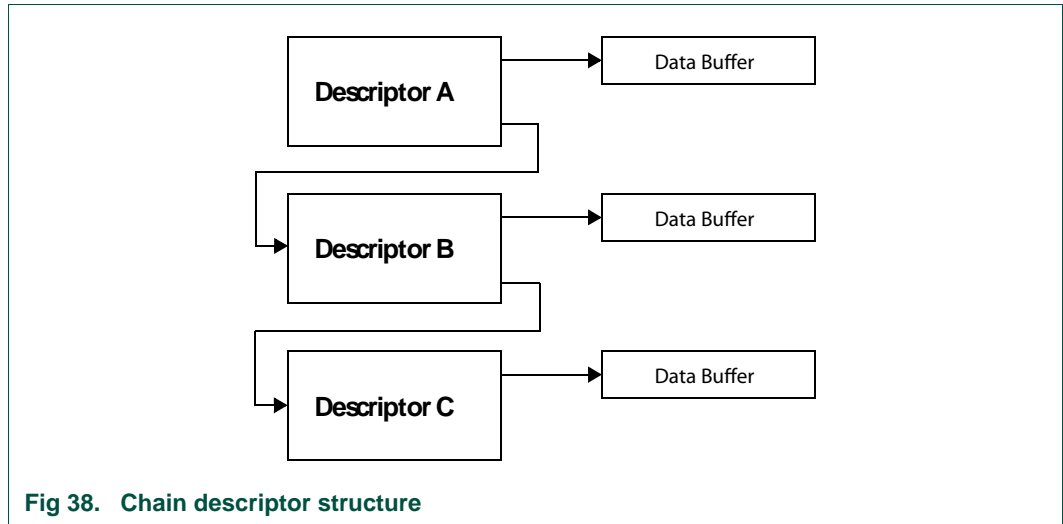 Descriptor A
Data Buffer
Descriptor B
Data Buffer
Descriptor C
Data Buffer
Fig 38. Chain descriptor structure